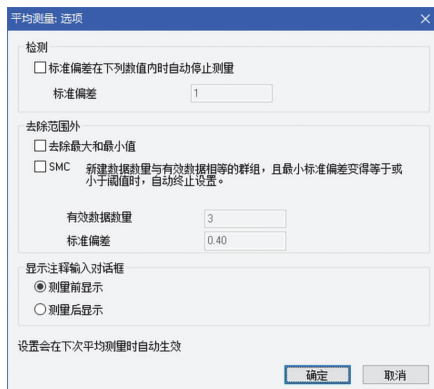 平均测量: 选项
检测
标准偏差在下列数值内时自动停止测量
标准偏差 1
去除范围外
去除最大和最小值
SMC 新建数据数量与有效数据相等的群组，且最小标准偏差变得等于或
小于阈值时，自动终止设置。
有效数据数量 3
标准偏差 0.40
显示注释输入对话框
测量前显示
测量后显示
设置会在下次平均测量时自动生效
确定 取消